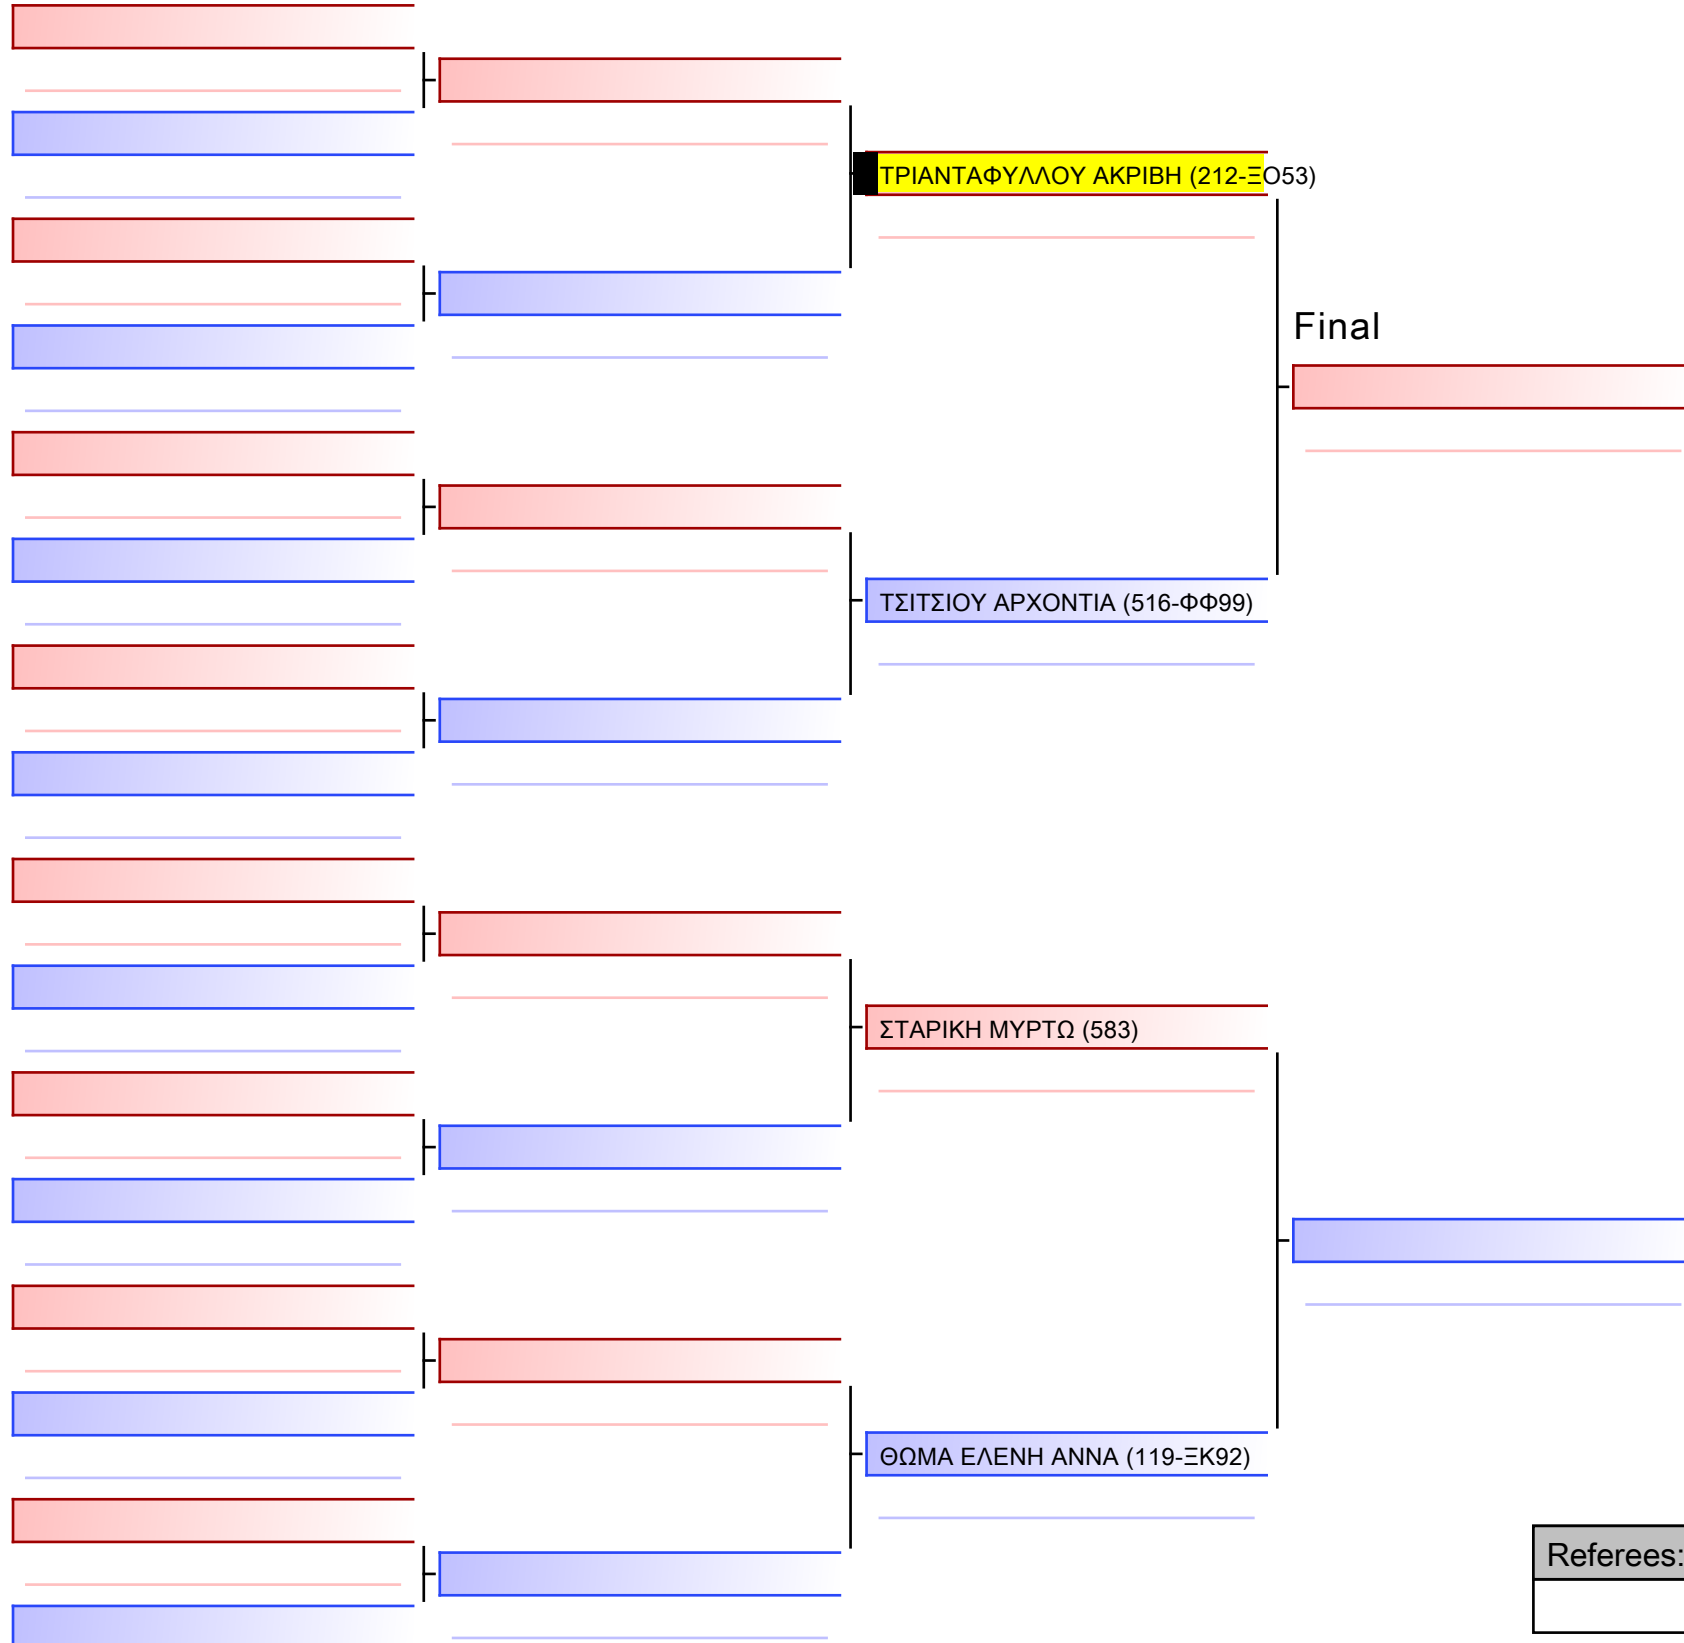 ΤΡΙΑΝΤΑΦΥΛΛΟΥ ΑΚΡΙΒΗ (212-ΞΟ53)
Final
ΤΣΙΤΣΙΟΥ ΑΡΧΟΝΤΙΑ (516-ΦΦ99)
ΣΤΑΡΙΚΗ ΜΥΡΤΩ (583)
ΘΩΜΑ ΕΛΕΝΗ ΑΝΝΑ (119-ΞΚ92)
Referees: